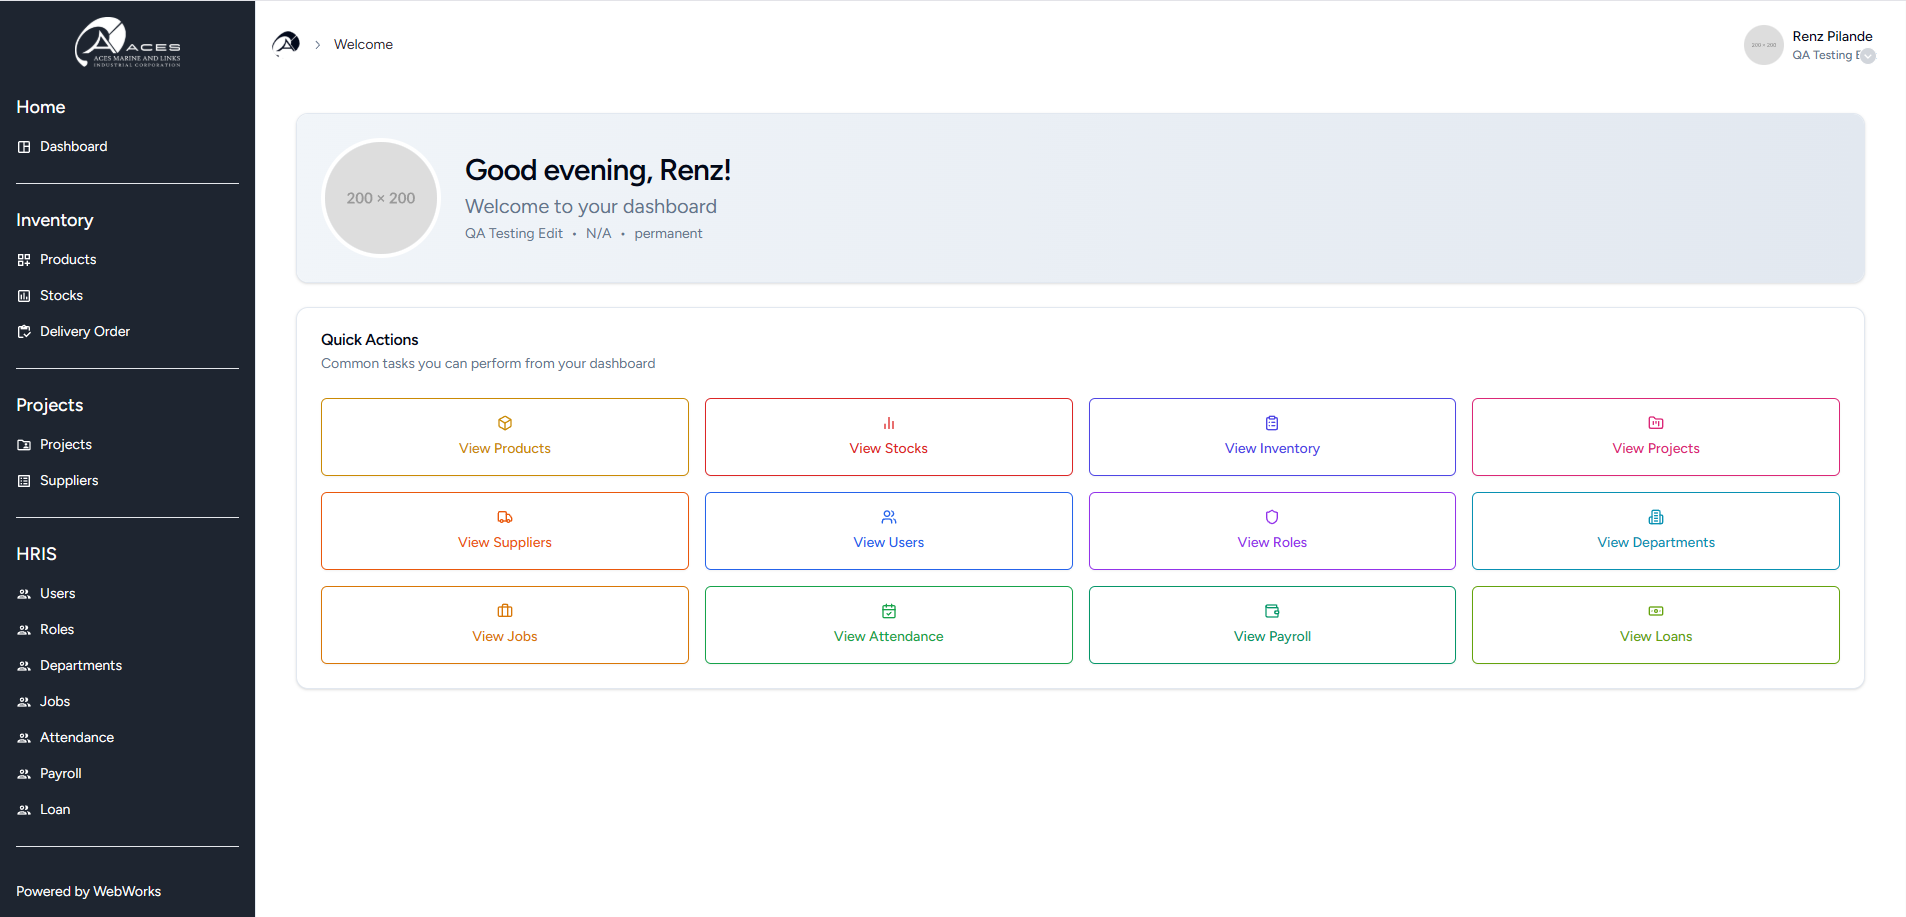 ACES
ACES MARINE AND LINKS
INDUSTRIAL CORPORATION
Home
Dashboard
Inventory
Products
Stocks
Delivery Order
Projects
Projects
Suppliers
HRIS
Users
Roles
Departments
Jobs
Attendance
Payroll
Loan
Powered by WebWorks
Welcome
200 × 200
Renz Pilande
QA Testing E
200 × 200
Good evening, Renz!
Welcome to your dashboard
QA Testing Edit • N/A • permanent
Quick Actions
Common tasks you can perform from your dashboard
View Products
View Stocks
View Inventory
View Projects
View Suppliers
View Users
View Roles
View Departments
View Jobs
View Attendance
View Payroll
View Loans